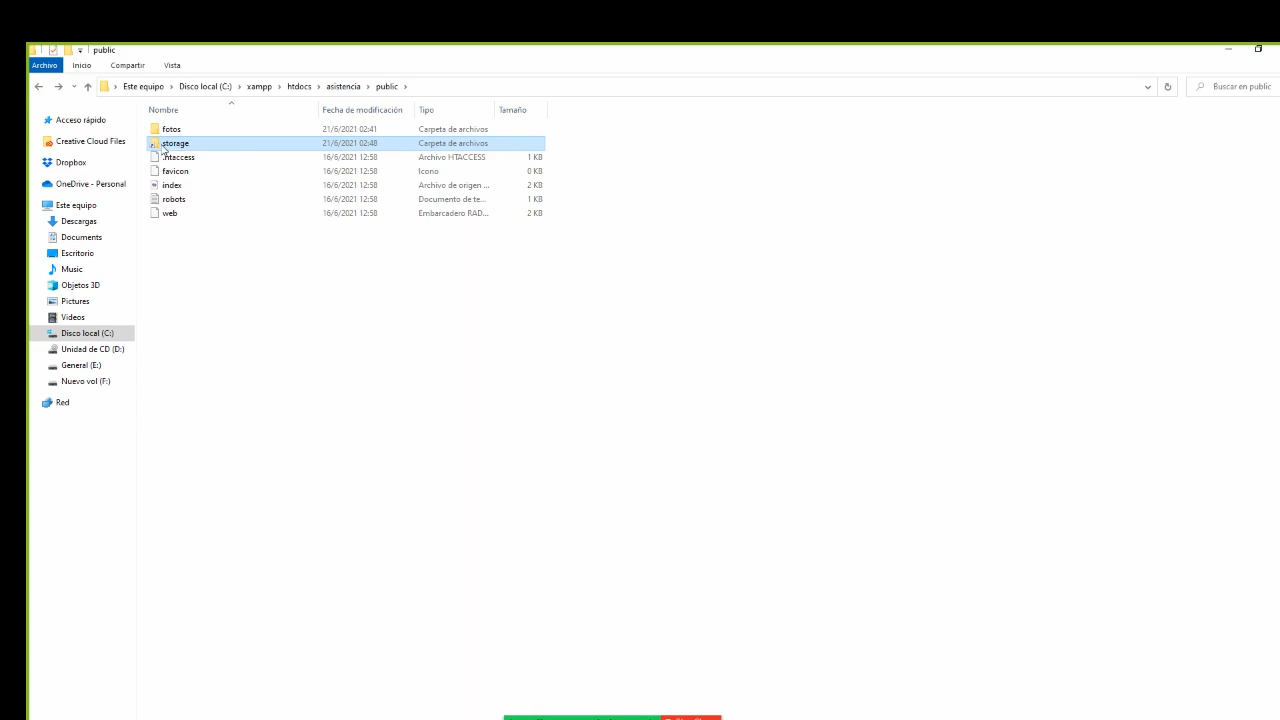 public
Archivo Inicio Compartir Vista
Este equipo › Disco local (C:) › xampp › htdocs › asistencia › public ›
Buscar en public
Nombre Fecha de modificación Tipo Tamaño
fotos 21/6/2021 02:41 Carpeta de archivos
storage 21/6/2021 02:48 Carpeta de archivos
.htaccess 16/6/2021 12:58 Archivo HTACCESS 1 KB
favicon 16/6/2021 12:58 Icono 0 KB
index 16/6/2021 12:58 Archivo de origen ... 2 KB
robots 16/6/2021 12:58 Documento de te... 1 KB
web 16/6/2021 12:58 Embarcadero RAD... 2 KB
Acceso rápido
Creative Cloud Files
Dropbox
OneDrive - Personal
Este equipo
Descargas
Documents
Escritorio
Music
Objetos 3D
Pictures
Videos
Disco local (C:)
Unidad de CD (D:)
General (E:)
Nuevo vol (F:)
Red